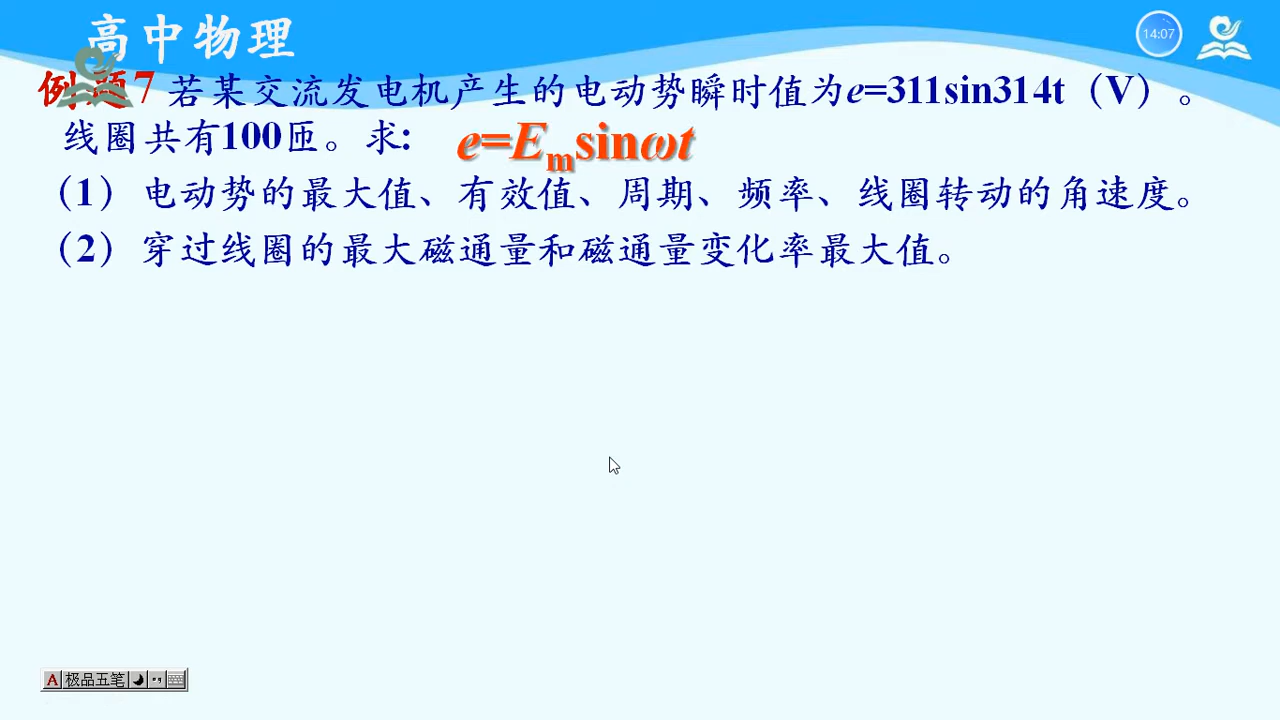 高中物理
14:07
例题7 若某交流发电机产生的电动势瞬时值为e=311sin314t（V）。
线圈共有100匝。求: e=Emsinωt
（1）电动势的最大值、有效值、周期、频率、线圈转动的角速度。
（2）穿过线圈的最大磁通量和磁通量变化率最大值。
A 极品五笔